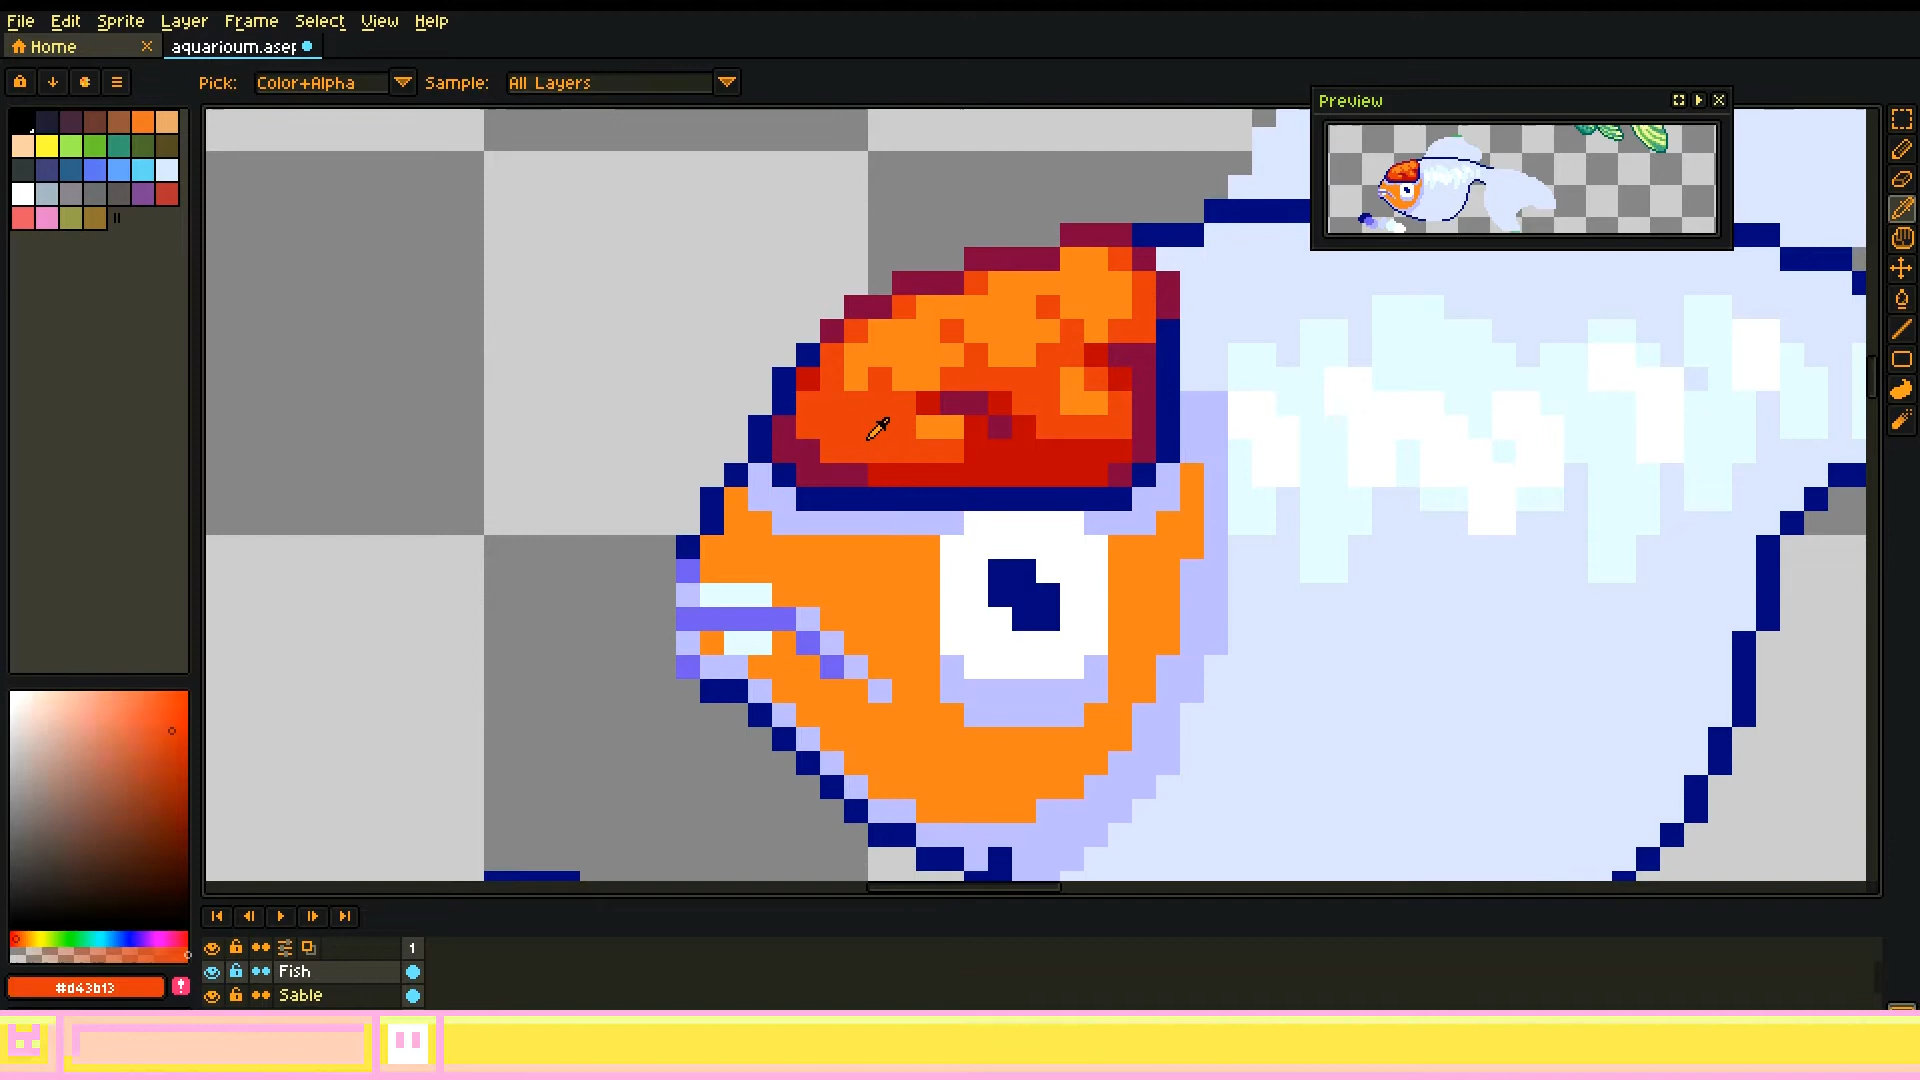 File Edit Sprite Layer Frame Select View Help
Home aquarioum.asep
Pick: Color+Alpha Sample: All Layers
Preview
1
Fish
Sable
#d43b13